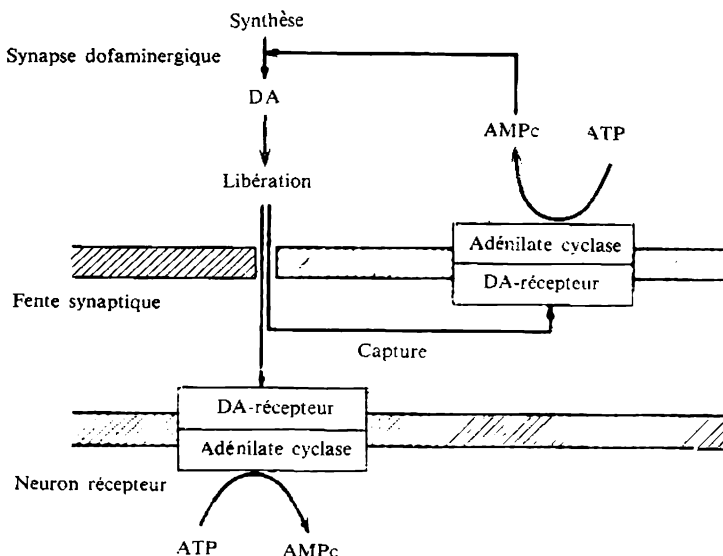 Synthèse
Synapse dofaminergique
DA
AMPc ATP
Libération
Adénilate cyclase
DA-récepteur
Fente synaptique
Capture
DA-récepteur
Adénilate cyclase
Neuron récepteur
ATP AMPc